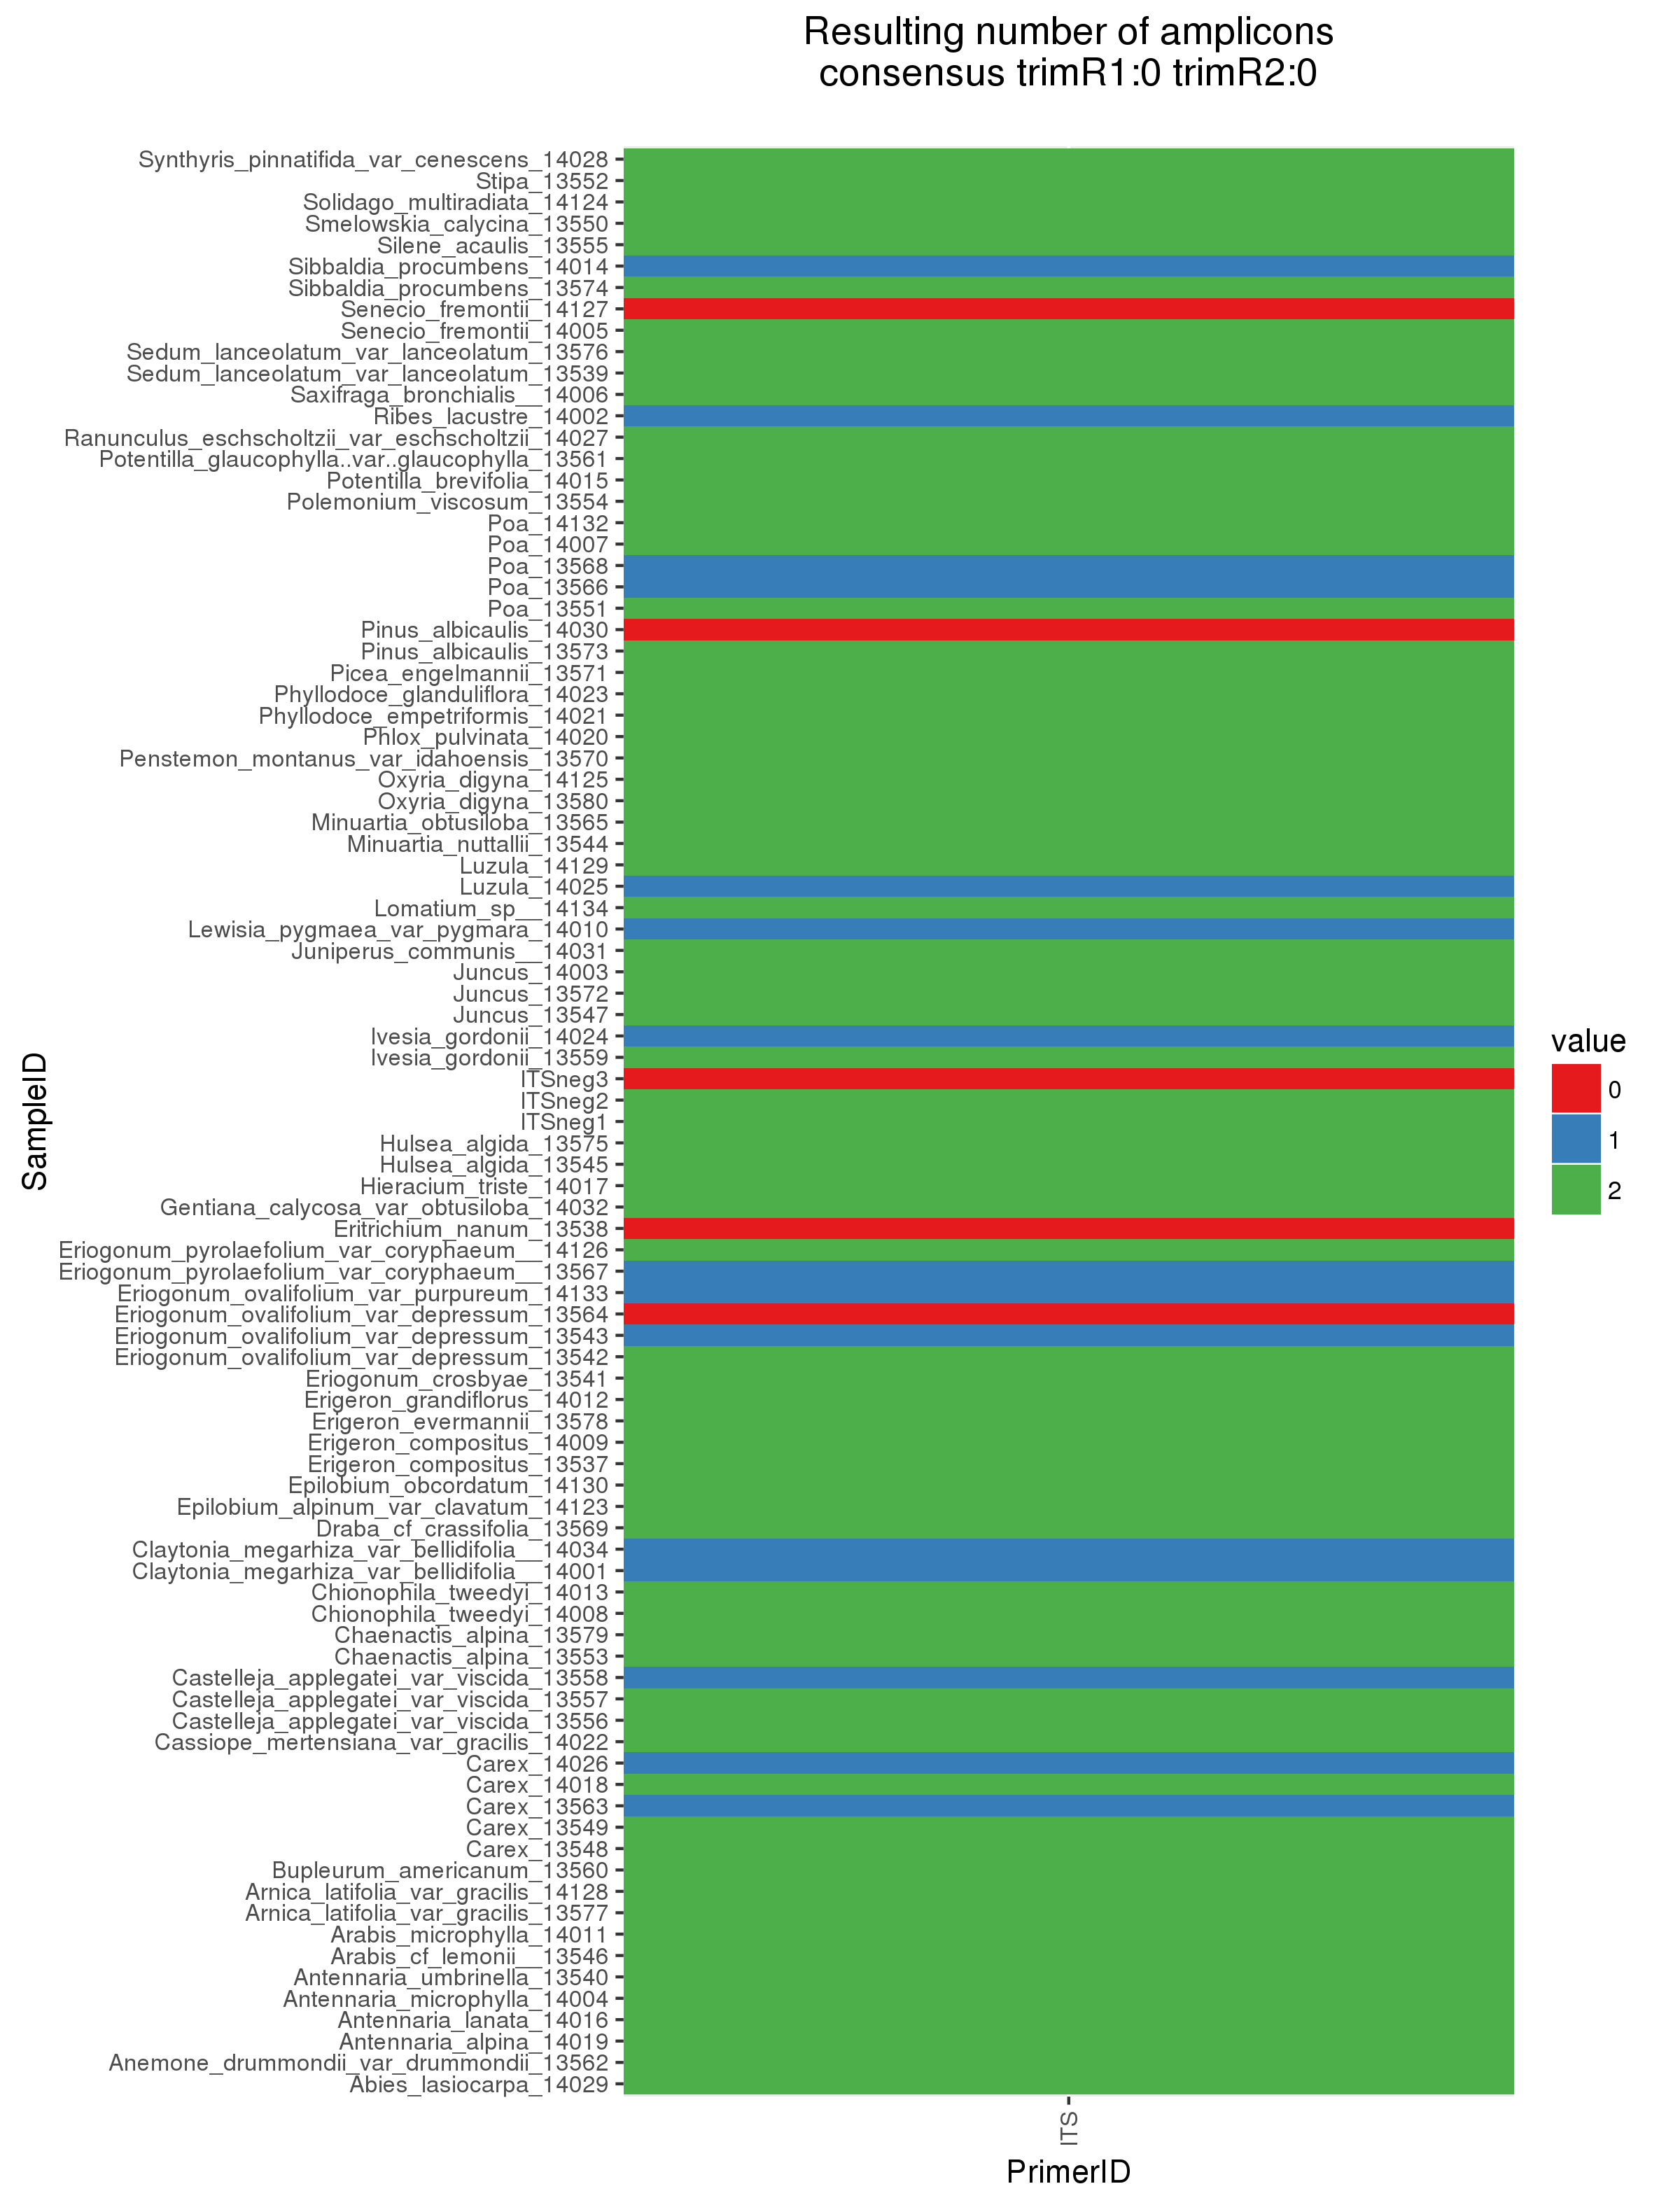 Resulting number of amplicons
consensus trimR1:0 trimR2:0
Synthyris_pinnatifida_var_cenescens_14028
Stipa_13552
Solidago_multiradiata_14124
Smelowskia_calycina_13550
Silene_acaulis_13555
Sibbaldia_procumbens_14014
Sibbaldia_procumbens_13574
Senecio_fremontii_14127
Senecio_fremontii_14005
Sedum_lanceolatum_var_lanceolatum_13576
Sedum_lanceolatum_var_lanceolatum_13539
Saxifraga_bronchialis__14006
Ribes_lacustre_14002
Ranunculus_eschscholtzii_var_eschscholtzii_14027
Potentilla_glaucophylla..var..glaucophylla_13561
Potentilla_brevifolia_14015
Polemonium_viscosum_13554
Poa_14132
Poa_14007
Poa_13568
Poa_13566
Poa_13551
Pinus_albicaulis_14030
Pinus_albicaulis_13573
Picea_engelmannii_13571
Phyllodoce_glanduliflora_14023
Phyllodoce_empetriformis_14021
Phlox_pulvinata_14020
Penstemon_montanus_var_idahoensis_13570
Oxyria_digyna_14125
Oxyria_digyna_13580
Minuartia_obtusiloba_13565
Minuartia_nuttallii_13544
Luzula_14129
Luzula_14025
Lomatium_sp__14134
Lewisia_pygmaea_var_pygmara_14010
Juniperus_communis__14031
Juncus_14003
Juncus_13572
Juncus_13547
Ivesia_gordonii_14024
Ivesia_gordonii_13559
ITSneg3
ITSneg2
ITSneg1
Hulsea_algida_13575
Hulsea_algida_13545
Hieracium_triste_14017
Gentiana_calycosa_var_obtusiloba_14032
Eritrichium_nanum_13538
Eriogonum_pyrolaefolium_var_coryphaeum__14126
Eriogonum_pyrolaefolium_var_coryphaeum__13567
Eriogonum_ovalifolium_var_purpureum_14133
Eriogonum_ovalifolium_var_depressum_13564
Eriogonum_ovalifolium_var_depressum_13543
Eriogonum_ovalifolium_var_depressum_13542
Eriogonum_crosbyae_13541
Erigeron_grandiflorus_14012
Erigeron_evermannii_13578
Erigeron_compositus_14009
Erigeron_compositus_13537
Epilobium_obcordatum_14130
Epilobium_alpinum_var_clavatum_14123
Draba_cf_crassifolia_13569
Claytonia_megarhiza_var_bellidifolia__14034
Claytonia_megarhiza_var_bellidifolia__14001
Chionophila_tweedyi_14013
Chionophila_tweedyi_14008
Chaenactis_alpina_13579
Chaenactis_alpina_13553
Castelleja_applegatei_var_viscida_13558
Castelleja_applegatei_var_viscida_13557
Castelleja_applegatei_var_viscida_13556
Cassiope_mertensiana_var_gracilis_14022
Carex_14026
Carex_14018
Carex_13563
Carex_13549
Carex_13548
Bupleurum_americanum_13560
Arnica_latifolia_var_gracilis_14128
Arnica_latifolia_var_gracilis_13577
Arabis_microphylla_14011
Arabis_cf_lemonii__13546
Antennaria_umbrinella_13540
Antennaria_microphylla_14004
Antennaria_lanata_14016
Antennaria_alpina_14019
Anemone_drummondii_var_drummondii_13562
Abies_lasiocarpa_14029
SampleID
ITS
PrimerID
value
0
1
2